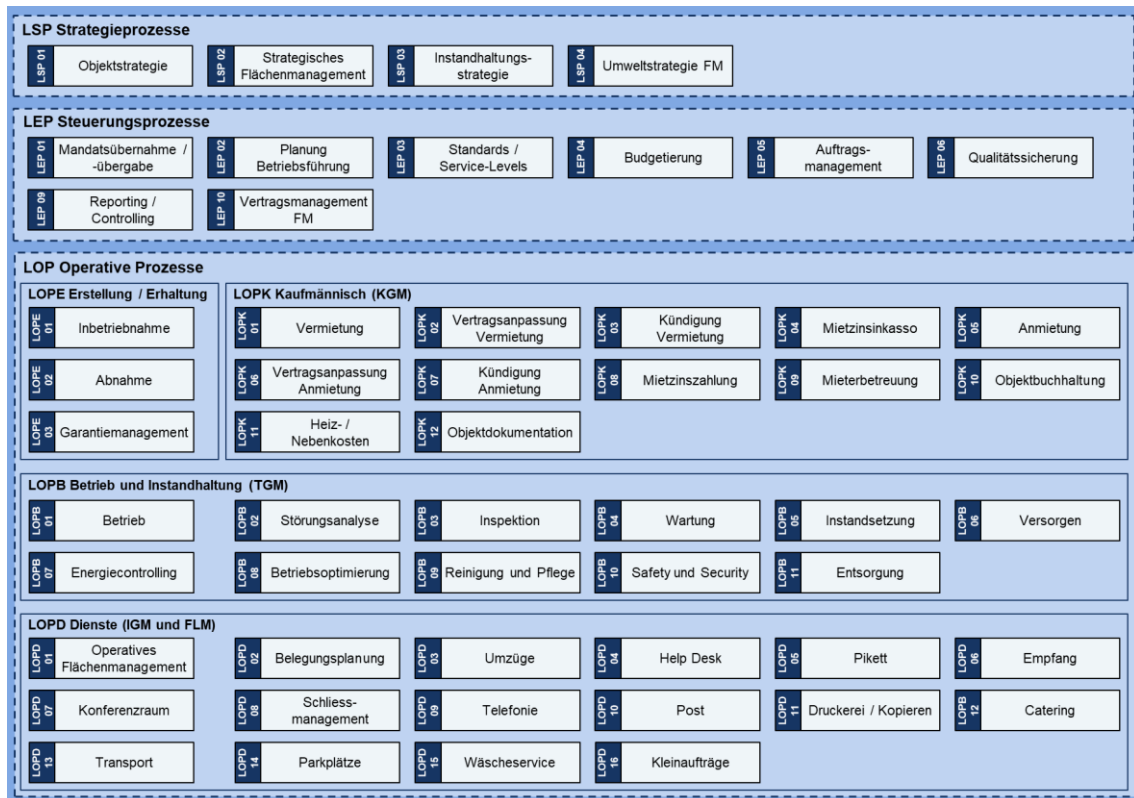 LSP Strategieprozesse
LSP 01
Objektstrategie
LSP 02
Strategisches
Flächenmanagement
LSP 03
Instandhaltungs-
strategie
LSP 04
Umweltstrategie FM
LEP Steuerungsprozesse
LEP 01
Mandatsübernahme /
-übergabe
LEP 02
Planung
Betriebsführung
LEP 03
Standards /
Service-Levels
LEP 04
Budgetierung
LEP 05
Auftrags-
management
LEP 06
Qualitätssicherung
LEP 09
Reporting /
Controlling
LEP 10
Vertragsmanagement
FM
LOP Operative Prozesse
LOPE Erstellung / Erhaltung
LOPE
01
Inbetriebnahme
LOPE
02
Abnahme
LOPE
03
Garantiemanagement
LOPK Kaufmännisch (KGM)
LOPK
01
Vermietung
LOPK
02
Vertragsanpassung
Vermietung
LOPK
03
Kündigung
Vermietung
LOPK
04
Mietzinsinkasso
LOPK
05
Anmietung
LOPK
06
Vertragsanpassung
Anmietung
LOPK
07
Kündigung
Anmietung
LOPK
08
Mietzinszahlung
LOPK
09
Mieterbetreuung
LOPK
10
Objektbuchhaltung
LOPK
11
Heiz- /
Nebenkosten
LOPK
12
Objektdokumentation
LOPB Betrieb und Instandhaltung (TGM)
LOPB
01
Betrieb
LOPB
02
Störungsanalyse
LOPB
03
Inspektion
LOPB
04
Wartung
LOPB
05
Instandsetzung
LOPB
06
Versorgen
LOPB
07
Energiecontrolling
LOPB
08
Betriebsoptimierung
LOPB
09
Reinigung und Pflege
LOPB
10
Safety und Security
LOPB
11
Entsorgung
LOPD Dienste (IGM und FLM)
LOPD
01
Operatives
Flächenmanagement
LOPD
02
Belegungsplanung
LOPD
03
Umzüge
LOPD
04
Help Desk
LOPD
05
Pikett
LOPD
06
Empfang
LOPD
07
Konferenzraum
LOPD
08
Schliess-
management
LOPD
09
Telefonie
LOPD
10
Post
LOPD
11
Druckerei / Kopieren
LOPB
12
Catering
LOPD
13
Transport
LOPD
14
Parkplätze
LOPD
15
Wäscheservice
LOPD
16
Kleinaufträge